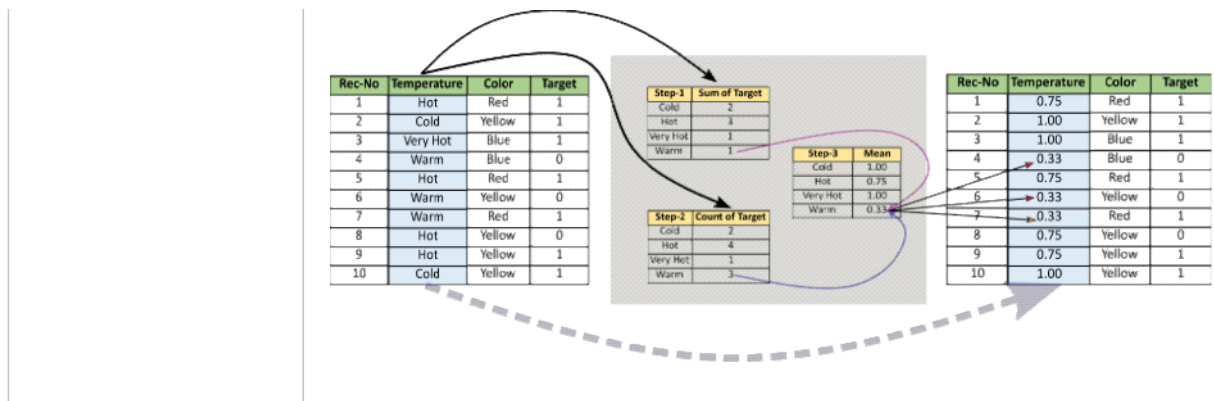 Rec-No Temperature Color Target
1 Hot Red 1
2 Cold Yellow 1
3 Very Hot Blue 1
4 Warm Blue 0
5 Hot Red 1
6 Warm Yellow 0
7 Warm Red 1
8 Hot Yellow 0
9 Hot Yellow 1
10 Cold Yellow 1
Step-1 Sum of Target
Cold 2
Hot 3
Very Hot 1
Warm 1
Step-2 Count of Target
Cold 2
Hot 4
Very Hot 1
Warm 3
Step-3 Mean
Cold 1.00
Hot 0.75
Very Hot 1.00
Warm 0.33
Rec-No Temperature Color Target
1 0.75 Red 1
2 1.00 Yellow 1
3 1.00 Blue 1
4 0.33 Blue 0
5 0.75 Red 1
6 0.33 Yellow 0
7 0.33 Red 1
8 0.75 Yellow 0
9 0.75 Yellow 1
10 1.00 Yellow 1